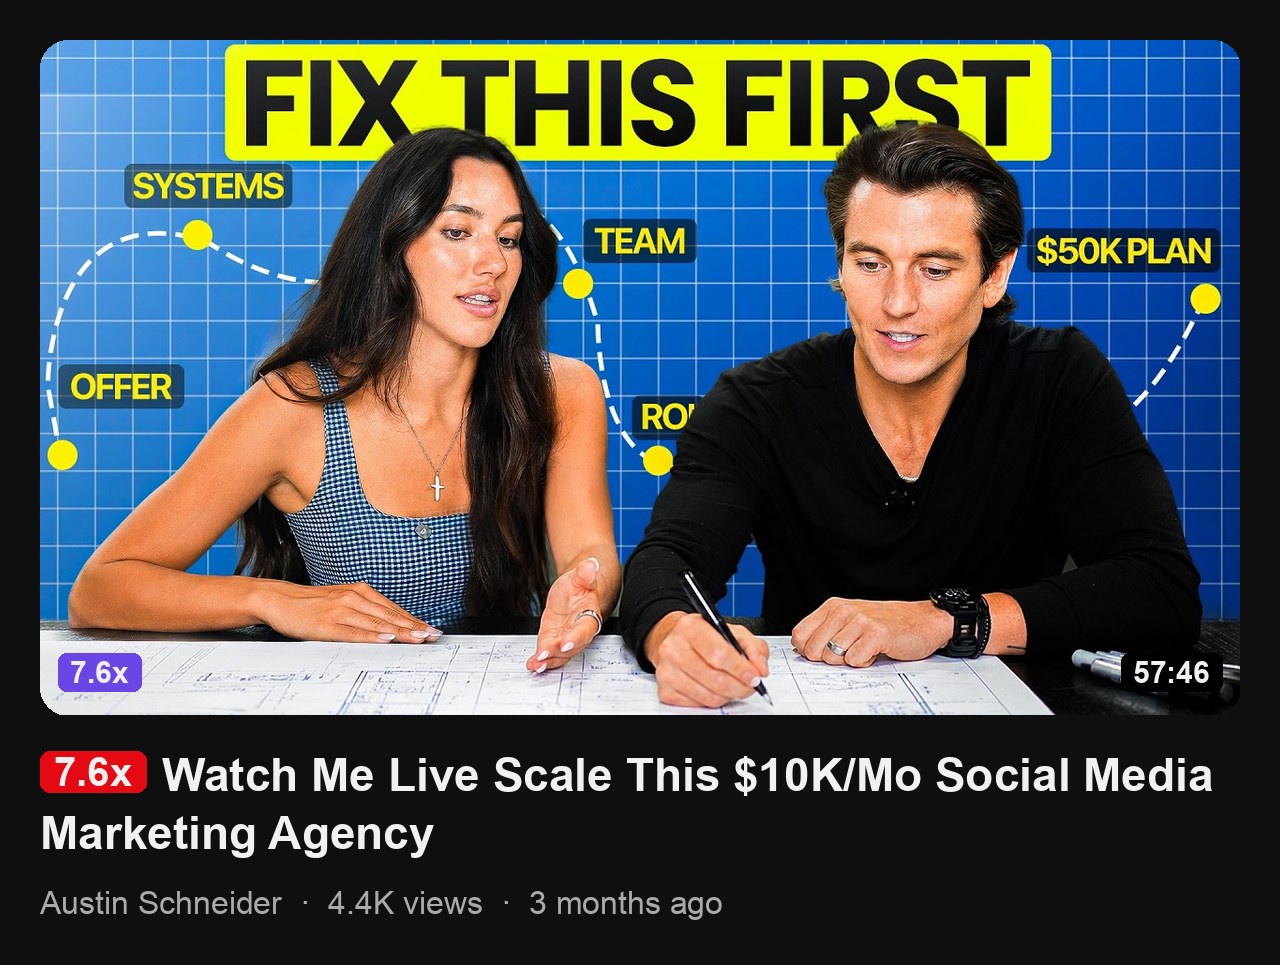 FIX THIS FIRST
SYSTEMS
TEAM
$50K PLAN
OFFER
7.6x
57:46
7.6x Watch Me Live Scale This $10K/Mo Social Media
Marketing Agency
Austin Schneider · 4.4K views · 3 months ago